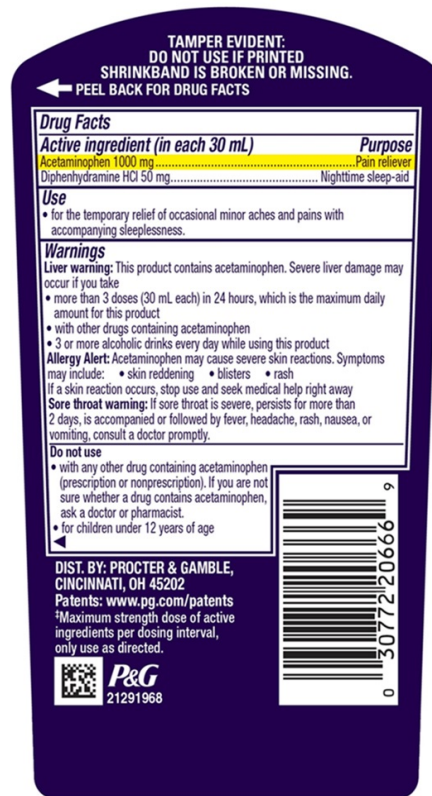 TAMPER EVIDENT:
DO NOT USE IF PRINTED
SHRINKBAND IS BROKEN OR MISSING.
PEEL BACK FOR DRUG FACTS
Drug Facts
Active ingredient (in each 30 mL) Purpose
Acetaminophen 1000 mg...Pain reliever
Diphenhydramine HCl 50 mg...Nighttime sleep-aid
Use
• for the temporary relief of occasional minor aches and pains with
accompanying sleeplessness.
Warnings
Liver warning: This product contains acetaminophen. Severe liver damage may
occur if you take
• more than 3 doses (30 mL each) in 24 hours, which is the maximum daily
amount for this product
• with other drugs containing acetaminophen
• 3 or more alcoholic drinks every day while using this product
Allergy Alert: Acetaminophen may cause severe skin reactions. Symptoms
may include: • skin reddening • blisters • rash
If a skin reaction occurs, stop use and seek medical help right away
Sore throat warning: If sore throat is severe, persists for more than
2 days, is accompanied or followed by fever, headache, rash, nausea, or
vomiting, consult a doctor promptly.
Do not use
• with any other drug containing acetaminophen
(prescription or nonprescription). If you are not
sure whether a drug contains acetaminophen,
ask a doctor or pharmacist.
• for children under 12 years of age
DIST. BY: PROCTER & GAMBLE,
CINCINNATI, OH 45202
Patents: www.pg.com/patents
‡Maximum strength dose of active
ingredients per dosing interval,
only use as directed.
P&G
21291968
0 30772 20666 9